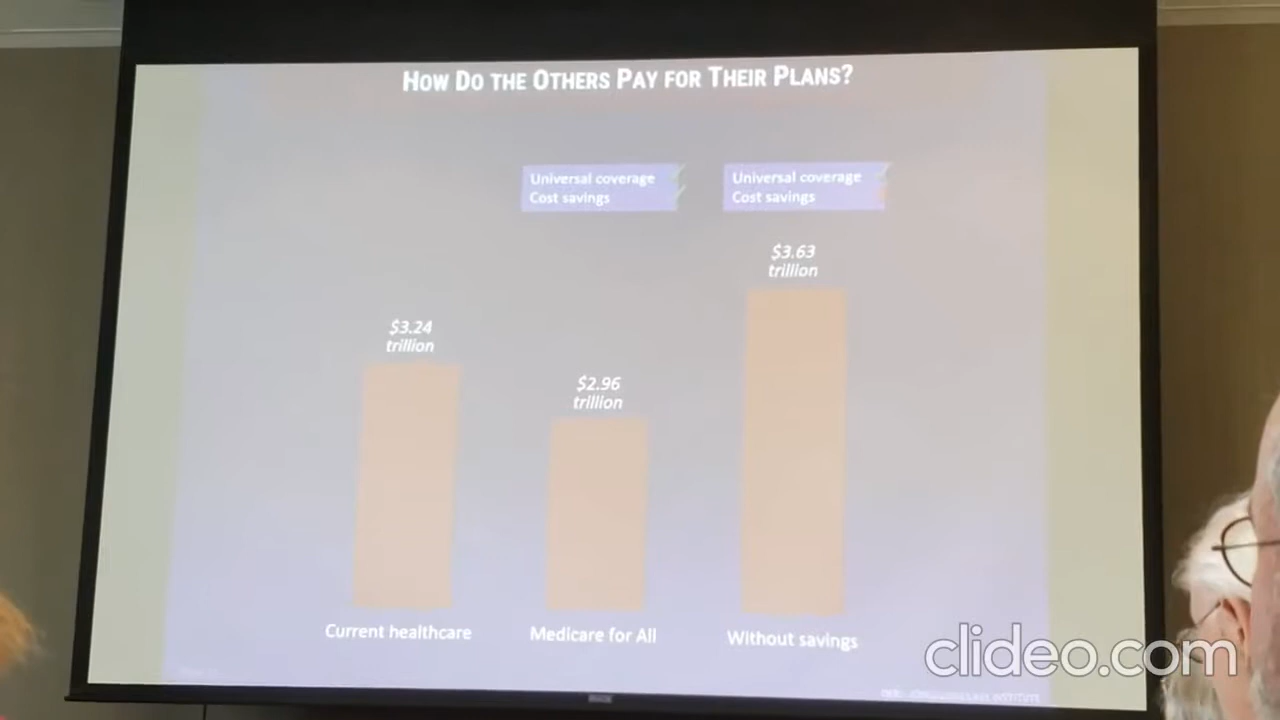 How Do the Others Pay for Their Plans?
Universal coverage
Cost savings
Universal coverage
Cost savings
$3.63
trillion
$3.24
trillion
$2.96
trillion
Current healthcare
Medicare for All
Without savings
clideo.com